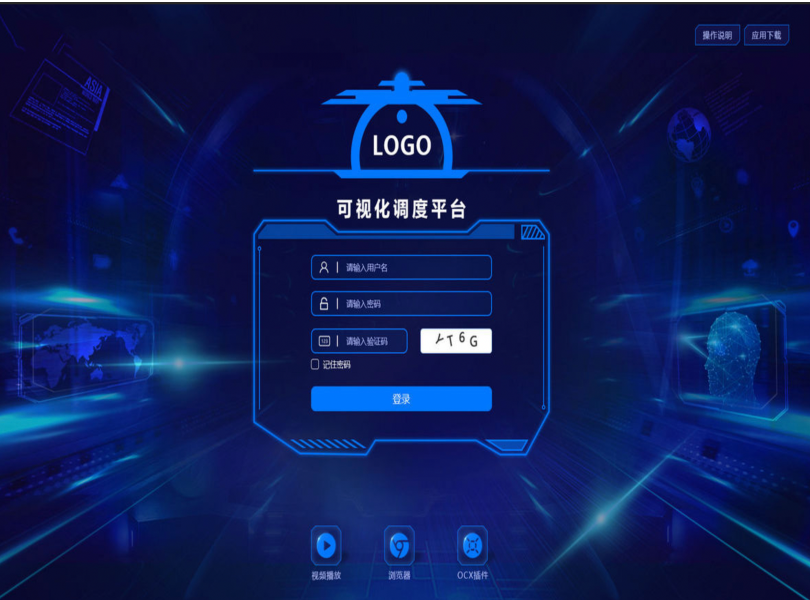 操作说明
应用下载
ASIA
LOGO
可视化调度平台
请输入用户名
请输入密码
123
请输入验证码
YT6G
记住密码
登录
视频播放
浏览器
OCX插件